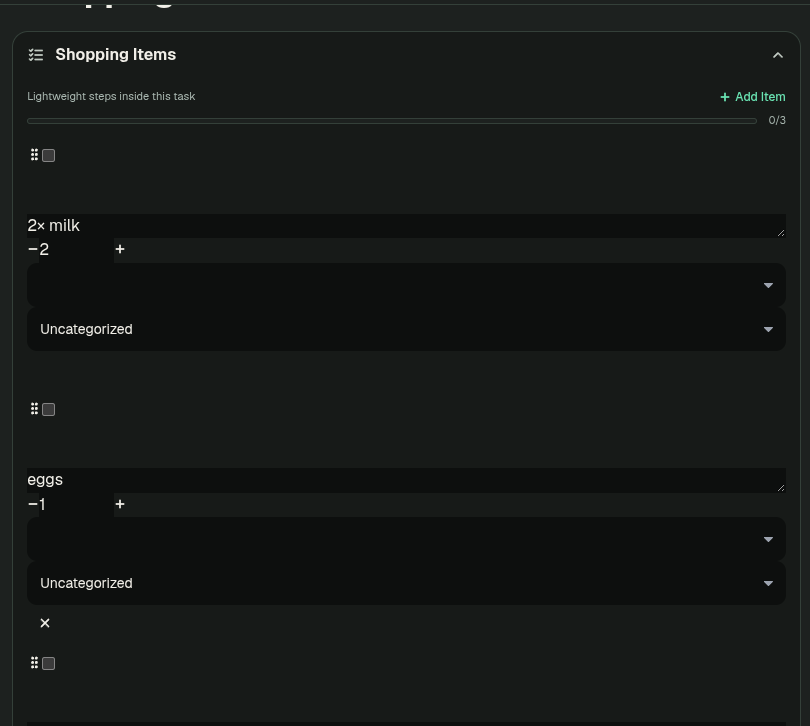 Shopping Items
Lightweight steps inside this task
+ Add Item
0/3
2× milk
−2 +
Uncategorized
eggs
−1 +
Uncategorized
×